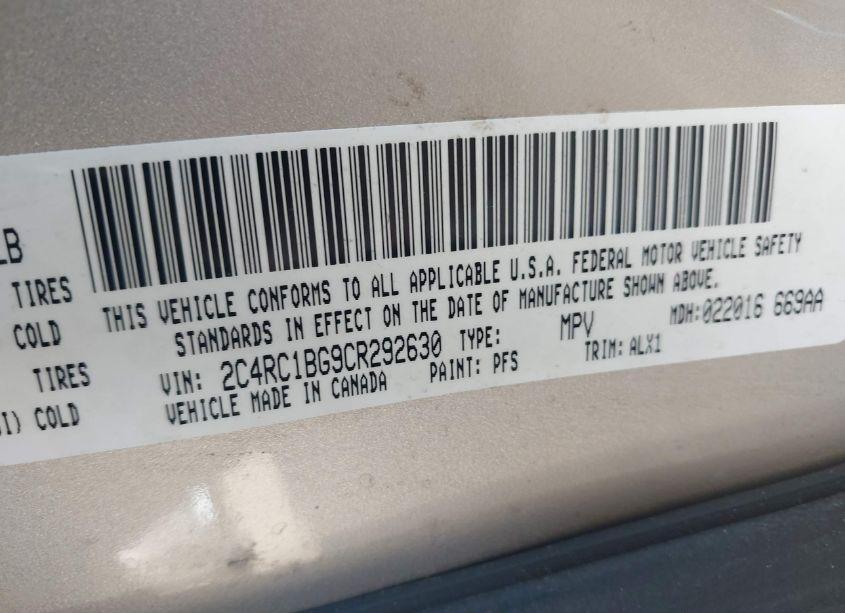 LB
TIRES
COLD
TIRES
I) COLD
THIS VEHICLE CONFORMS TO ALL APPLICABLE U.S.A. FEDERAL MOTOR VEHICLE SAFETY
STANDARDS IN EFFECT ON THE DATE OF MANUFACTURE SHOWN ABOVE.
VIN: 2C4RC1BG9CR292630 TYPE: MPV MDH:022016 669AA
VEHICLE MADE IN CANADA PAINT: PFS TRIM: ALX1